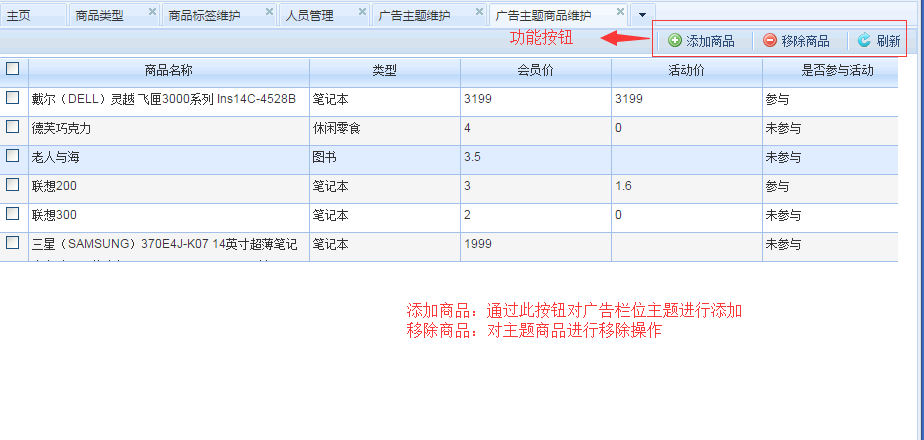 主页 商品类型 商品标签维护 人员管理 广告主题维护 广告主题商品维护
功能按钮 添加商品 移除商品 刷新
商品名称 类型 会员价 活动价 是否参与活动
戴尔（DELL）灵越 飞匣3000系列 Ins14C-4528B 笔记本 3199 3199 参与
德芙巧克力 休闲零食 4 0 未参与
老人与海 图书 3.5 未参与
联想200 笔记本 3 1.6 参与
联想300 笔记本 2 0 未参与
三星（SAMSUNG）370E4J-K07 14英寸超薄笔记 笔记本 1999 未参与
添加商品：通过此按钮对广告栏位主题进行添加
移除商品：对主题商品进行移除操作